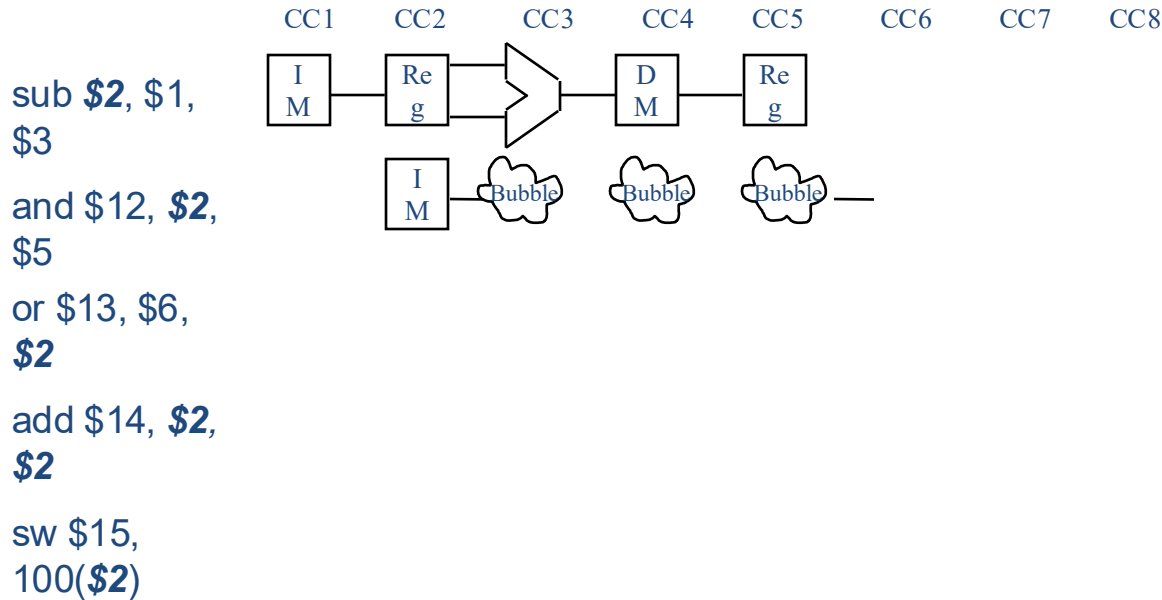 CC1 CC2 CC3 CC4 CC5 CC6 CC7 CC8
I
M
Re
g
D
M
Re
g
sub $2, $1,
$3
I
M
Bubble Bubble Bubble
and $12, $2,
$5
or $13, $6,
$2
add $14, $2,
$2
sw $15,
100($2)